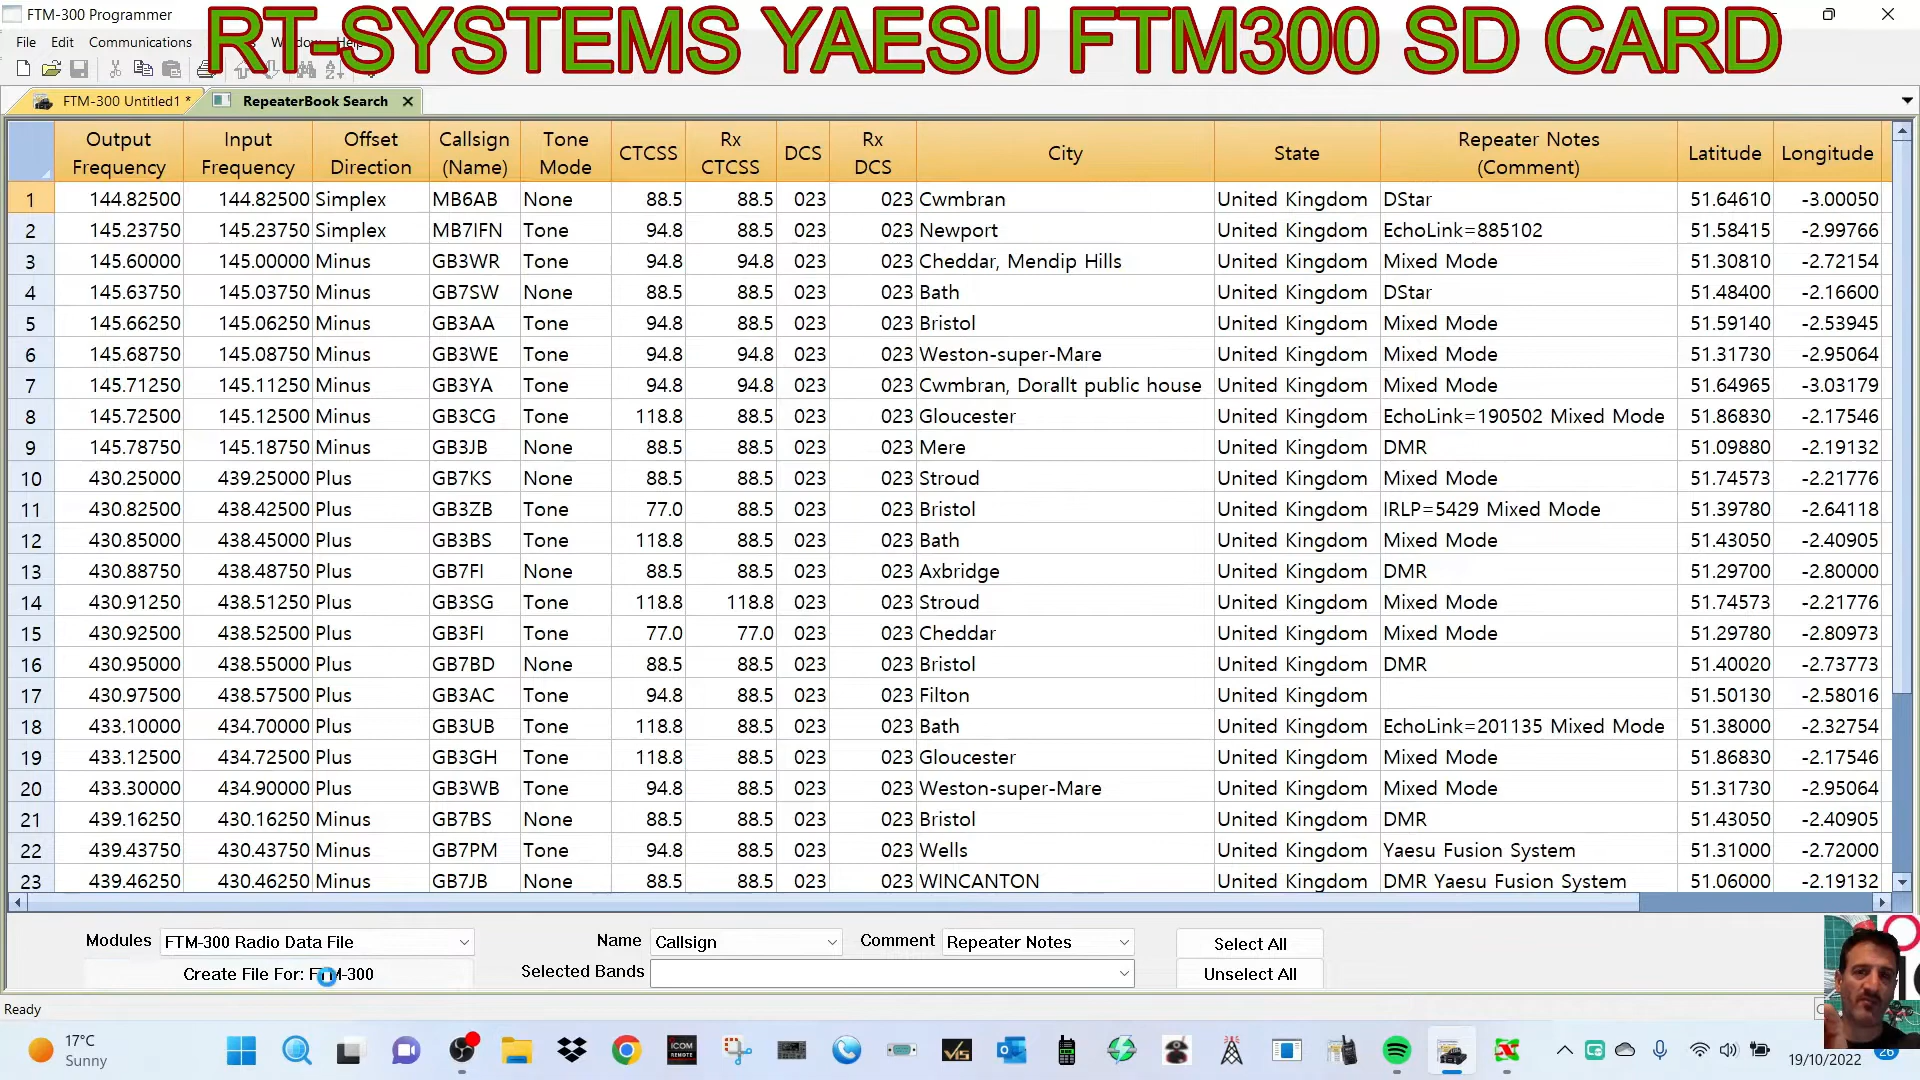 FTM-300 Programmer
RT-SYSTEMS YAESU FTM300 SD CARD
File Edit Communications Window Help
FTM-300 Untitled1 * RepeaterBook Search
Output Frequency Input Frequency Offset Direction Callsign (Name) Tone Mode CTCSS Rx CTCSS DCS Rx DCS City State Repeater Notes (Comment) Latitude Longitude
1 144.82500 144.82500 Simplex MB6AB None 88.5 88.5 023 023 Cwmbran United Kingdom DStar 51.64610 -3.00050
2 145.23750 145.23750 Simplex MB7IFN Tone 94.8 88.5 023 023 Newport United Kingdom EchoLink=885102 51.58415 -2.99766
3 145.60000 145.00000 Minus GB3WR Tone 94.8 94.8 023 023 Cheddar, Mendip Hills United Kingdom Mixed Mode 51.30810 -2.72154
4 145.63750 145.03750 Minus GB7SW None 88.5 88.5 023 023 Bath United Kingdom DStar 51.48400 -2.16600
5 145.66250 145.06250 Minus GB3AA Tone 94.8 88.5 023 023 Bristol United Kingdom Mixed Mode 51.59140 -2.53945
6 145.68750 145.08750 Minus GB3WE Tone 94.8 94.8 023 023 Weston-super-Mare United Kingdom Mixed Mode 51.31730 -2.95064
7 145.71250 145.11250 Minus GB3YA Tone 94.8 94.8 023 023 Cwmbran, Dorallt public house United Kingdom Mixed Mode 51.64965 -3.03179
8 145.72500 145.12500 Minus GB3CG Tone 118.8 88.5 023 023 Gloucester United Kingdom EchoLink=190502 Mixed Mode 51.86830 -2.17546
9 145.78750 145.18750 Minus GB3JB None 88.5 88.5 023 023 Mere United Kingdom DMR 51.09880 -2.19132
10 430.25000 439.25000 Plus GB7KS None 88.5 88.5 023 023 Stroud United Kingdom Mixed Mode 51.74573 -2.21776
11 430.82500 438.42500 Plus GB3ZB Tone 77.0 88.5 023 023 Bristol United Kingdom IRLP=5429 Mixed Mode 51.39780 -2.64118
12 430.85000 438.45000 Plus GB3BS Tone 118.8 88.5 023 023 Bath United Kingdom Mixed Mode 51.43050 -2.40905
13 430.88750 438.48750 Plus GB7FI None 88.5 88.5 023 023 Axbridge United Kingdom DMR 51.29700 -2.80000
14 430.91250 438.51250 Plus GB3SG Tone 118.8 118.8 023 023 Stroud United Kingdom Mixed Mode 51.74573 -2.21776
15 430.92500 438.52500 Plus GB3FI Tone 77.0 77.0 023 023 Cheddar United Kingdom Mixed Mode 51.29780 -2.80973
16 430.95000 438.55000 Plus GB7BD None 88.5 88.5 023 023 Bristol United Kingdom DMR 51.40020 -2.73773
17 430.97500 438.57500 Plus GB3AC Tone 94.8 88.5 023 023 Filton United Kingdom 51.50130 -2.58016
18 433.10000 434.70000 Plus GB3UB Tone 118.8 88.5 023 023 Bath United Kingdom EchoLink=201135 Mixed Mode 51.38000 -2.32754
19 433.12500 434.72500 Plus GB3GH Tone 118.8 88.5 023 023 Gloucester United Kingdom Mixed Mode 51.86830 -2.17546
20 433.30000 434.90000 Plus GB3WB Tone 94.8 88.5 023 023 Weston-super-Mare United Kingdom Mixed Mode 51.31730 -2.95064
21 439.16250 430.16250 Minus GB7BS None 88.5 88.5 023 023 Bristol United Kingdom DMR 51.43050 -2.40905
22 439.43750 430.43750 Minus GB7PM Tone 94.8 88.5 023 023 Wells United Kingdom Yaesu Fusion System 51.31000 -2.72000
23 439.46250 430.46250 Minus GB7JB None 88.5 88.5 023 023 WINCANTON United Kingdom DMR Yaesu Fusion System 51.06000 -2.19132
Modules FTM-300 Radio Data File Name Callsign Comment Repeater Notes Select All
Create File For: FTM-300 Selected Bands Unselect All
Ready
17°C
Sunny
ICOM
REMOTE
19/10/2022 26